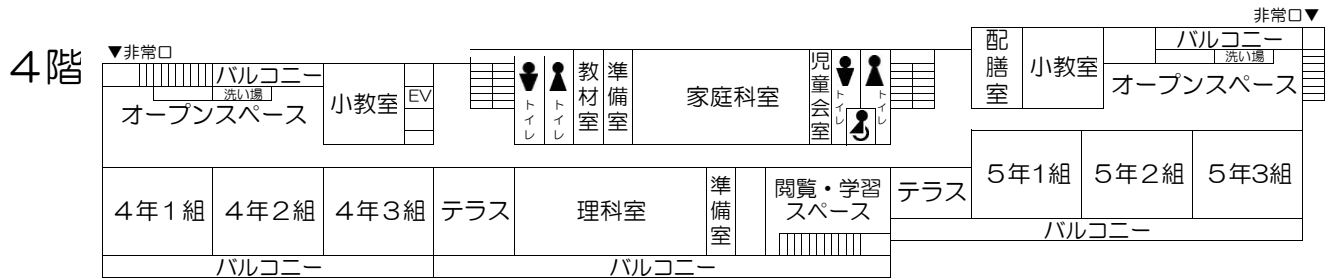 4階
▼非常口
バルコニー
洗い場
オープンスペース
小教室
EV
トイレ
トイレ
教材室
準備室
家庭科室
児童会室
トイレ
トイレ
配膳室
小教室
非常口▼
バルコニー
洗い場
オープンスペース
4年1組
4年2組
4年3組
テラス
理科室
準備室
閲覧・学習
スペース
テラス
5年1組
5年2組
5年3組
バルコニー
バルコニー
バルコニー